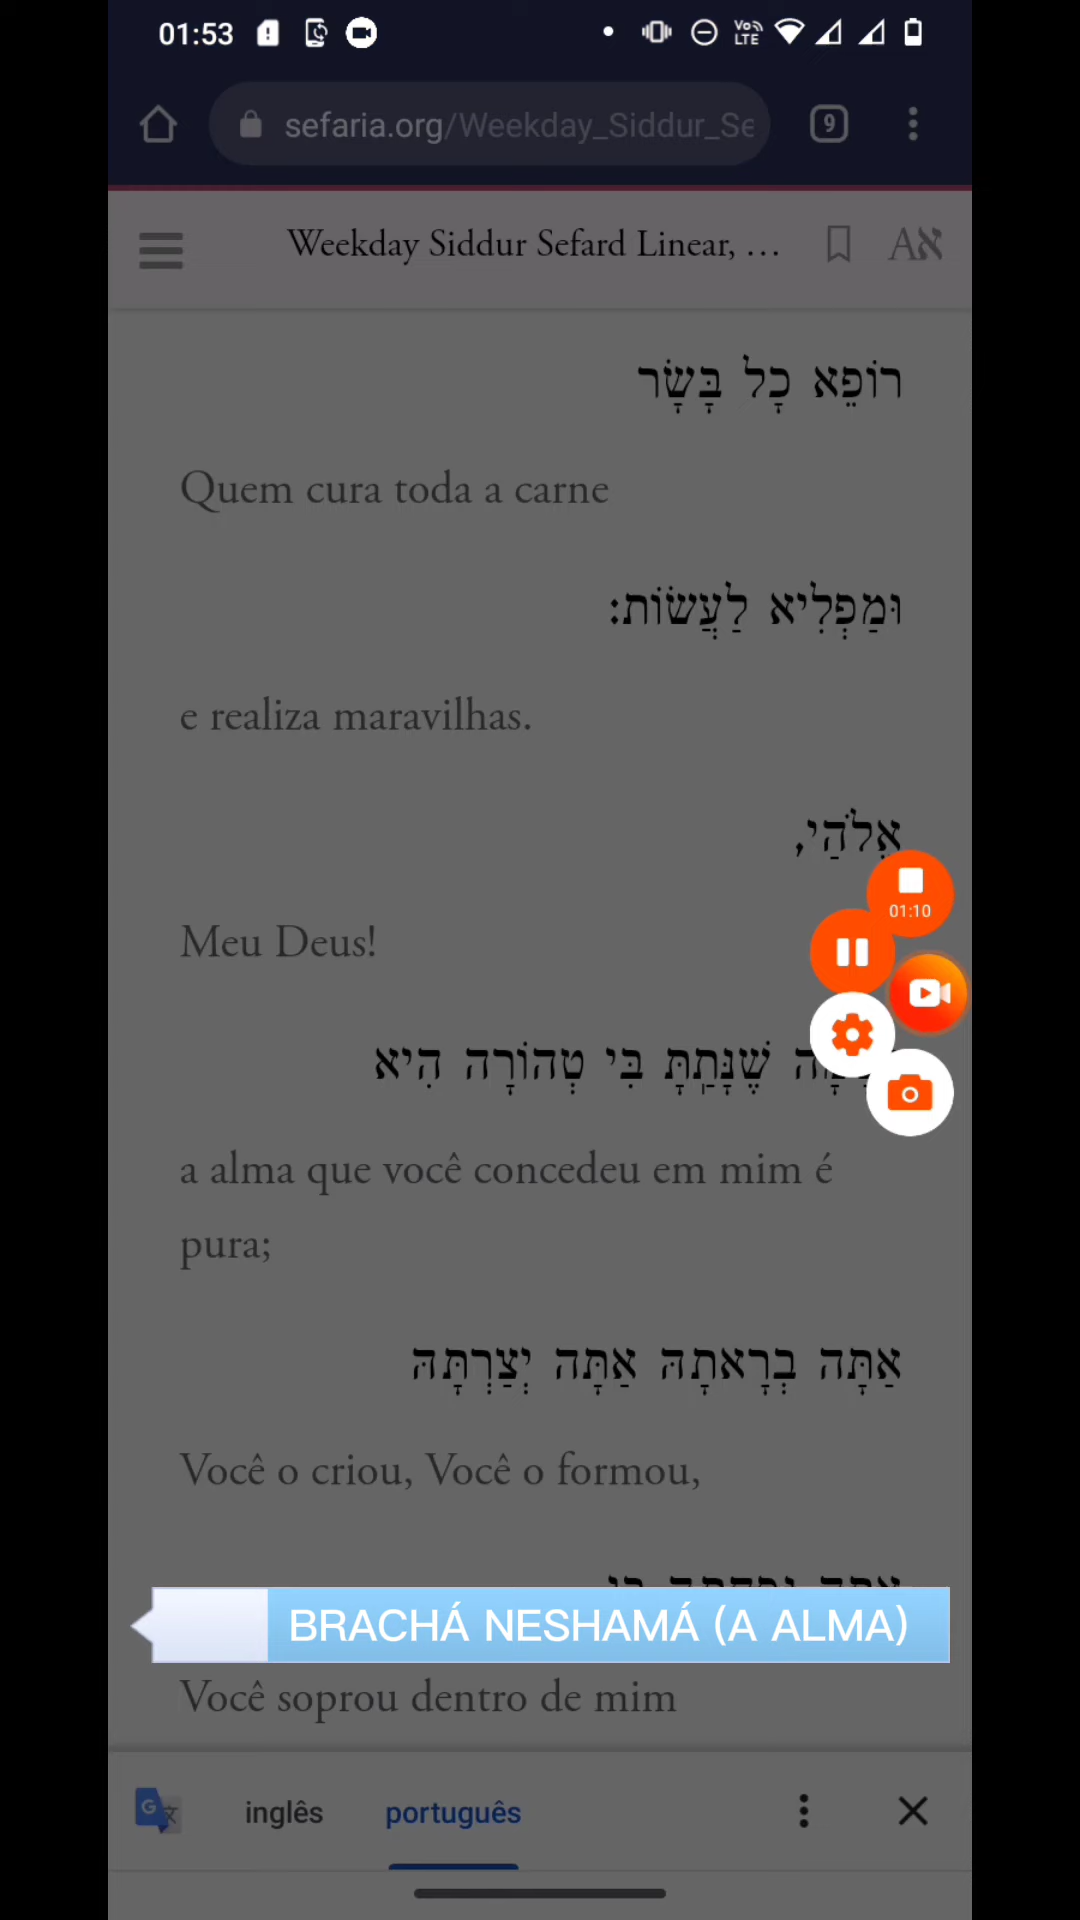 01:53
VoLTE
sefaria.org/Weekday_Siddur_Se
9
Weekday Siddur Sefard Linear, …
Aא
רוֹפֵא כָל בָּשָׂר
Quem cura toda a carne
וּמַפְלִיא לַעֲשׂוֹת:
e realiza maravilhas.
אֱלֹהַי,
Meu Deus!
01:10
שֶׁנָּתַתָּ בִּי טְהוֹרָה הִיא
a alma que você concedeu em mim é
pura;
אַתָּה בְרָאתָהּ אַתָּה יְצַרְתָּהּ
Você o criou, Você o formou,
BRACHÁ NESHAMÁ (A ALMA)
Você soprou dentro de mim
inglês português